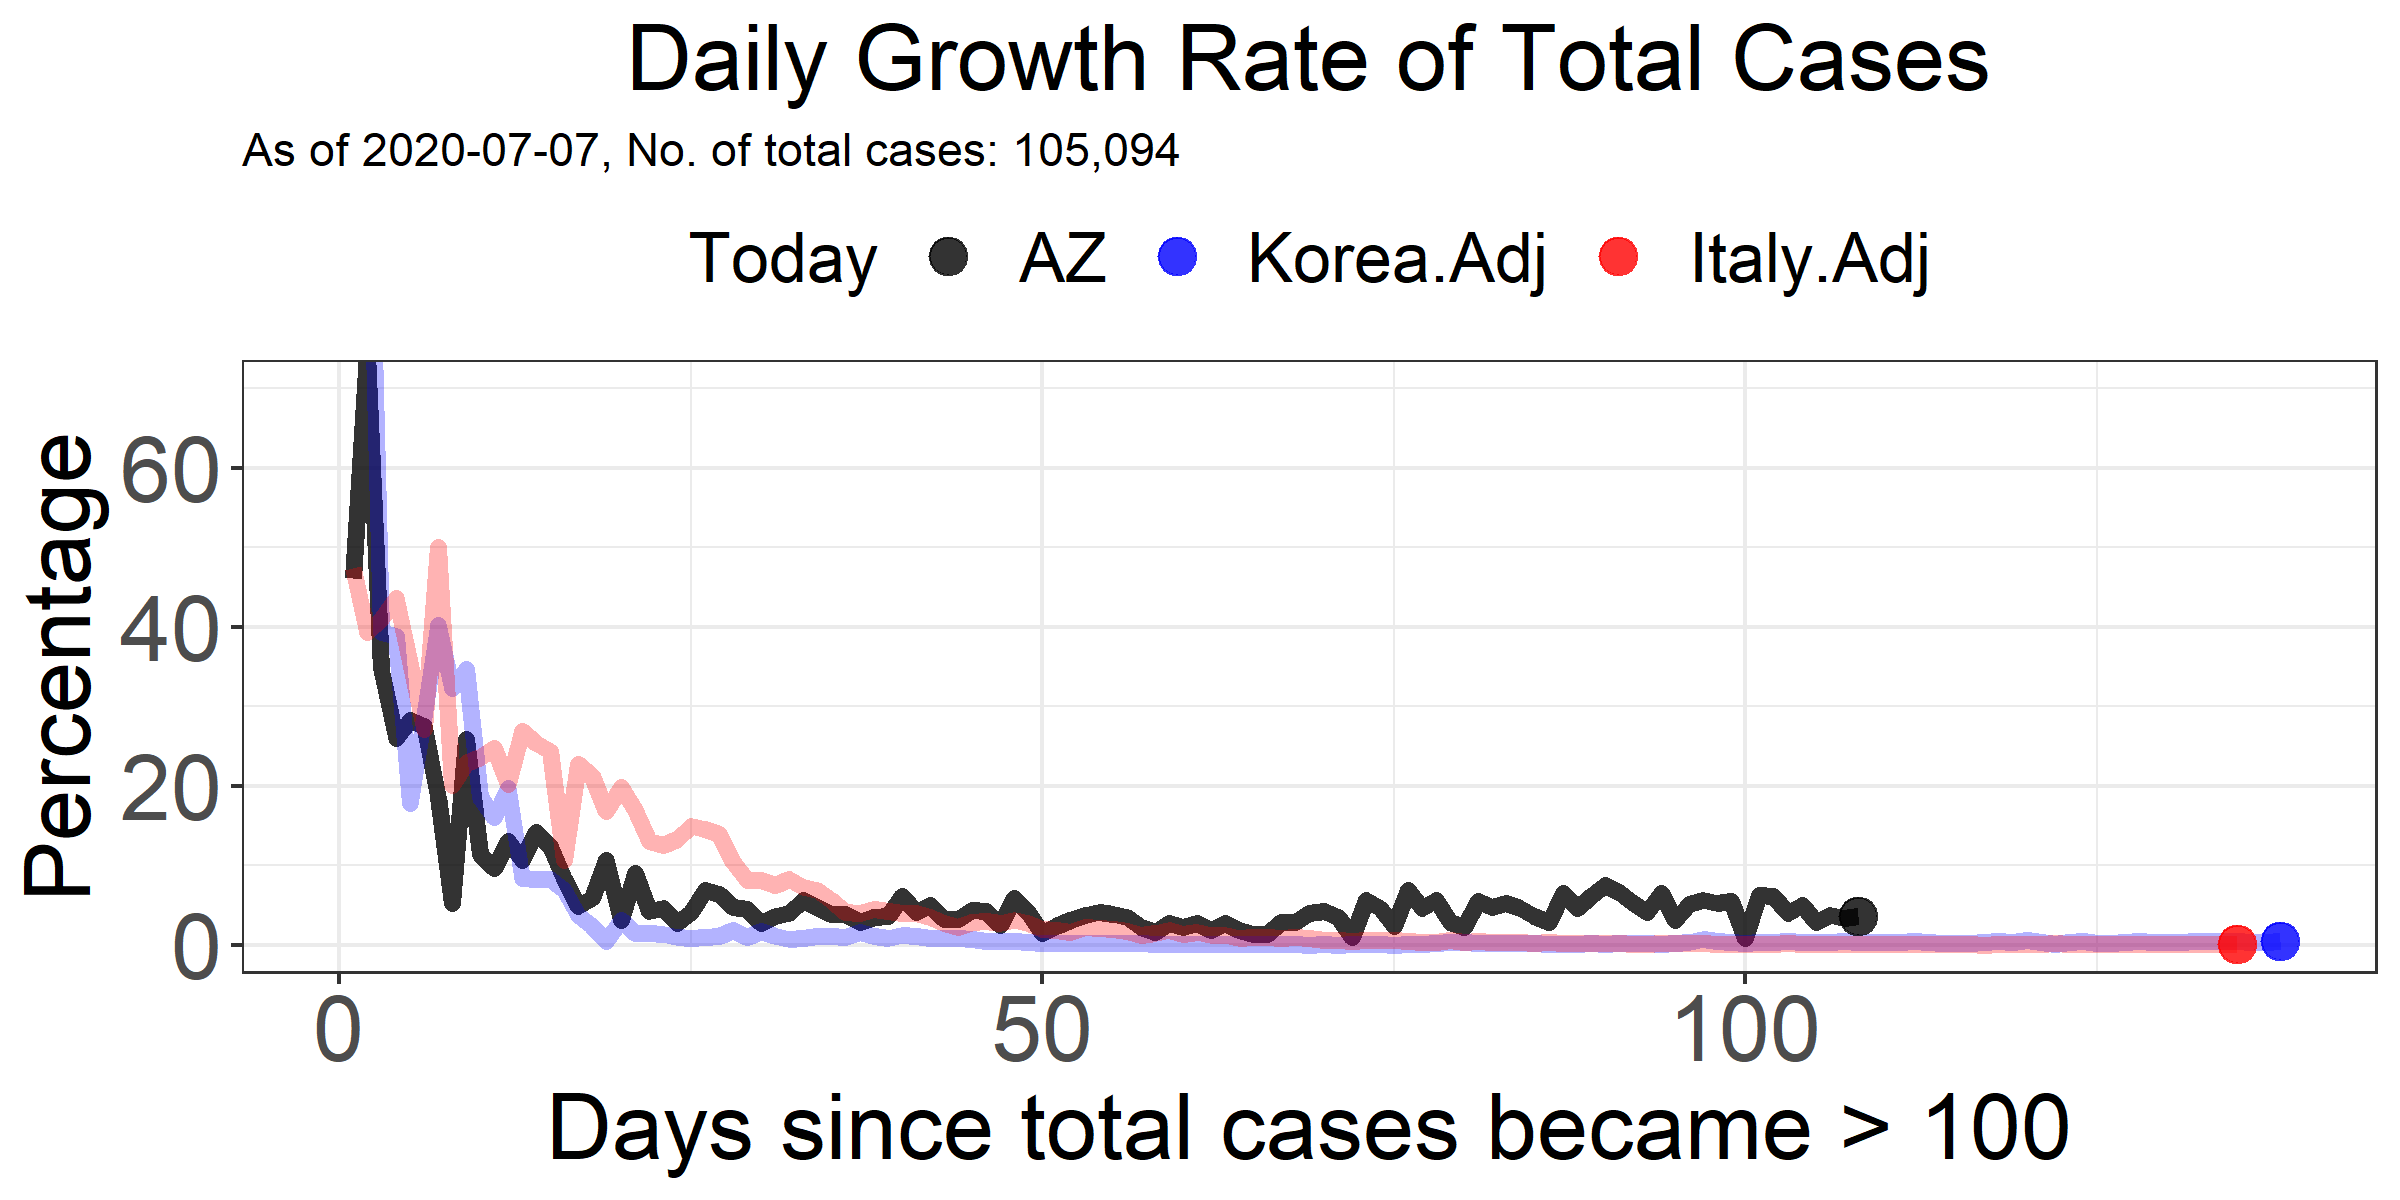 Daily Growth Rate of Total Cases
As of 2020-07-07, No. of total cases: 105,094
Today AZ Korea.Adj Italy.Adj
Percentage
60
40
20
0
0 50 100
Days since total cases became > 100